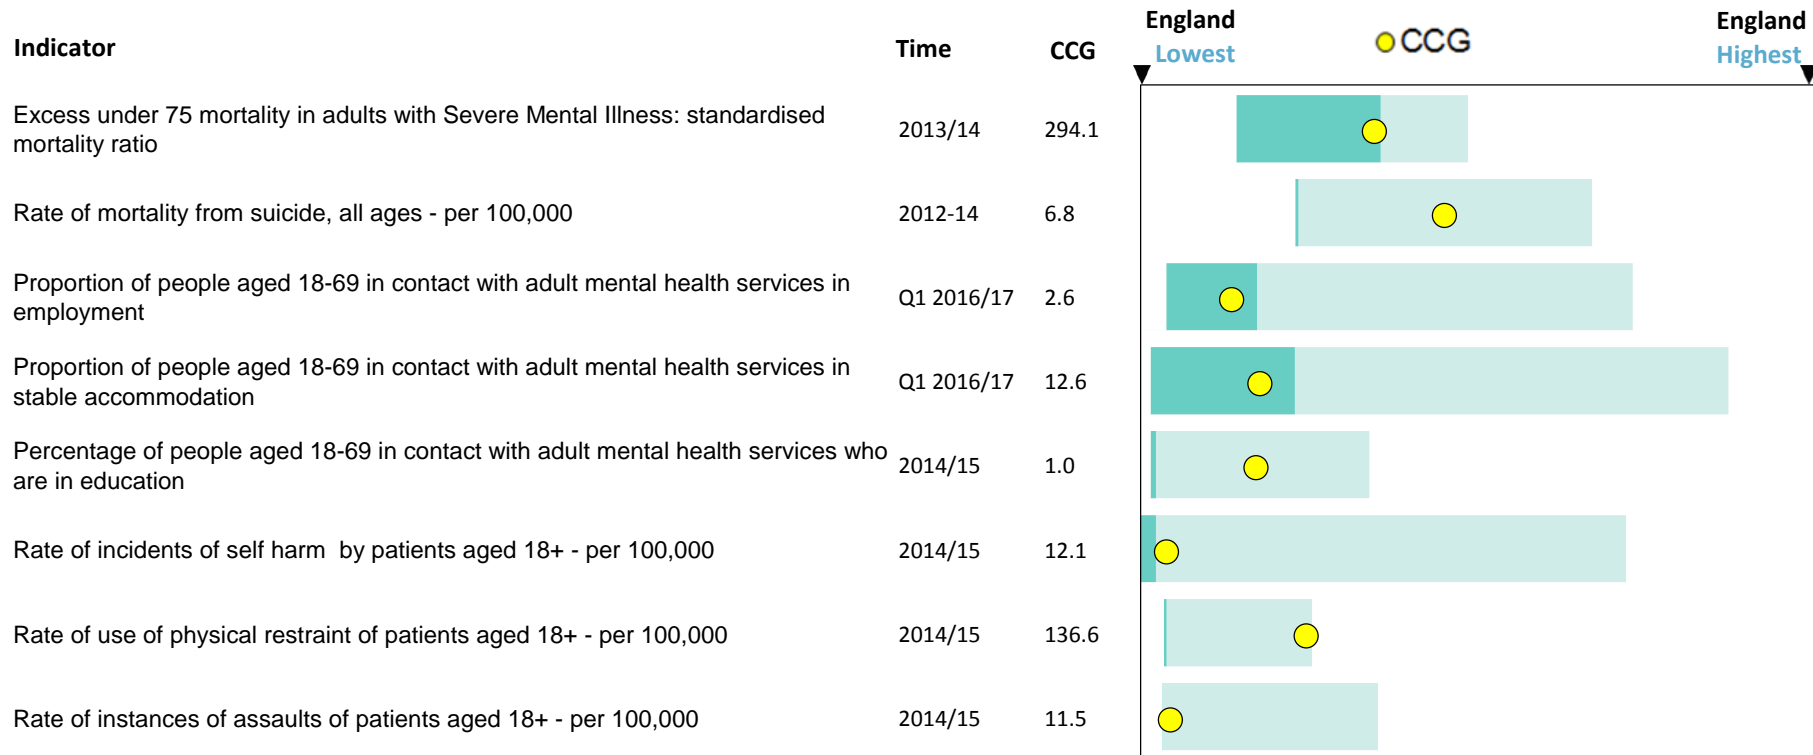 England England
Indicator Time CCG CCG
Lowest Highest
Excess under 75 mortality in adults with Severe Mental Illness: standardised
mortality ratio 2013/14 294.1
Rate of mortality from suicide, all ages - per 100,000 2012-14 6.8
Proportion of people aged 18-69 in contact with adult mental health services in
employment Q1 2016/17 2.6
Proportion of people aged 18-69 in contact with adult mental health services in
stable accommodation Q1 2016/17 12.6
Percentage of people aged 18-69 in contact with adult mental health services who
are in education 2014/15 1.0
Rate of incidents of self harm  by patients aged 18+ - per 100,000 2014/15 12.1
Rate of use of physical restraint of patients aged 18+ - per 100,000 2014/15 136.6
Rate of instances of assaults of patients aged 18+ - per 100,000 2014/15 11.5